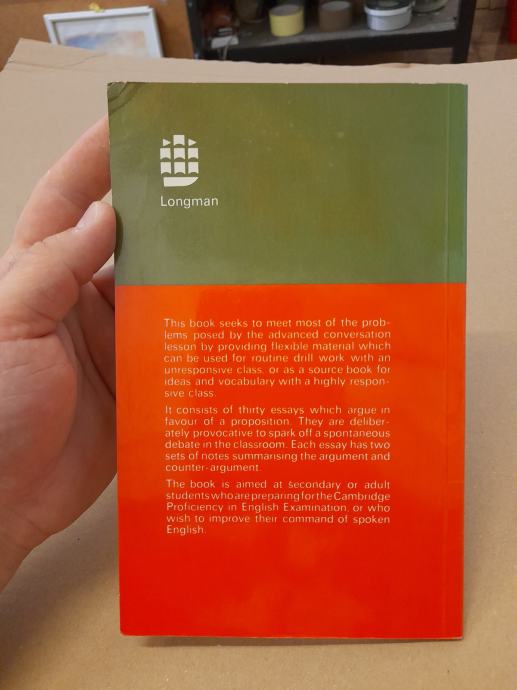 Longman
This book seeks to meet most of the prob-
lems posed by the advanced conversation
lesson by providing flexible material which
can be used for routine drill work with an
unresponsive class, or as a source book for
ideas and vocabulary with a highly respon-
sive class.
It consists of thirty essays which argue in
favour of a proposition. They are deliber-
ately provocative to spark off a spontaneous
debate in the classroom. Each essay has two
sets of notes summarising the argument and
counter-argument.
The book is aimed at secondary or adult
students who are preparing for the Cambridge
Proficiency in English Examination, or who
wish to improve their command of spoken
English.